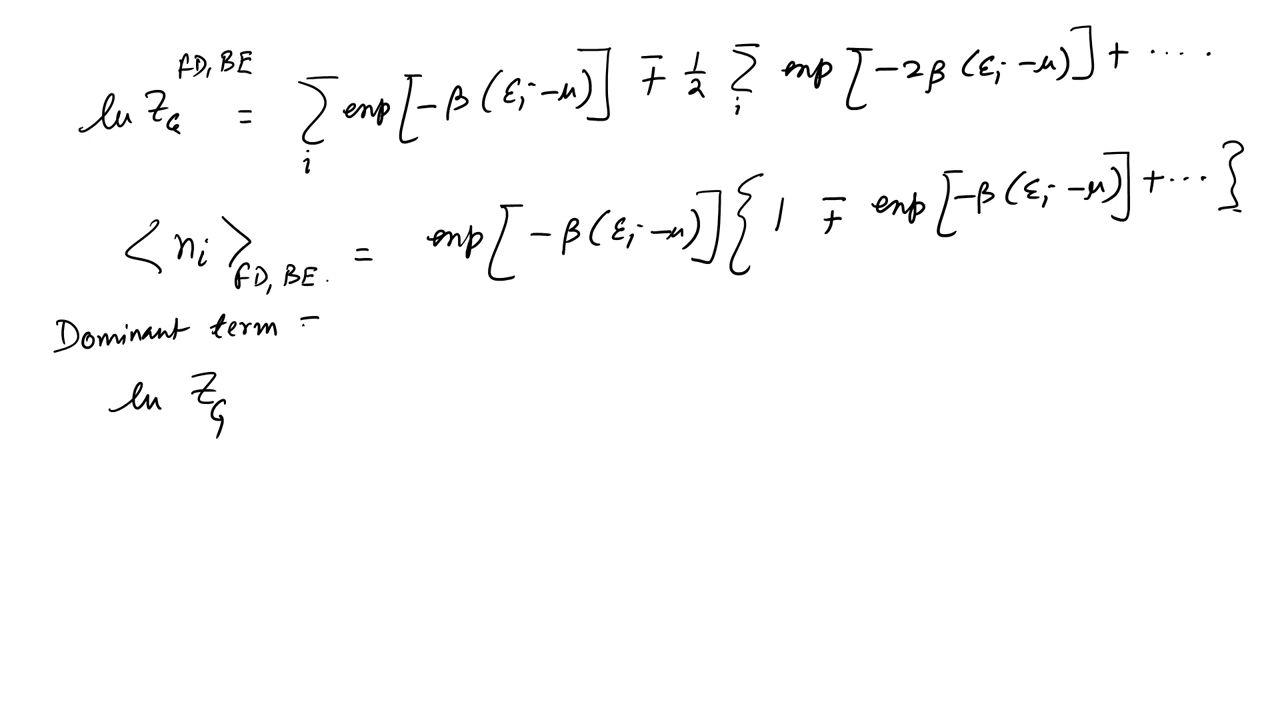 ln Z_G^{FD, BE} = ∑_i exp[-β(ε_i - μ)] ∓ 1/2 ∑_i exp[-2β(ε_i - μ)] + ....
<n_i>_{FD, BE.} = exp[-β(ε_i - μ)] { 1 ∓ exp[-β(ε_i - μ)] + ... }
Dominant term =
ln Z_G